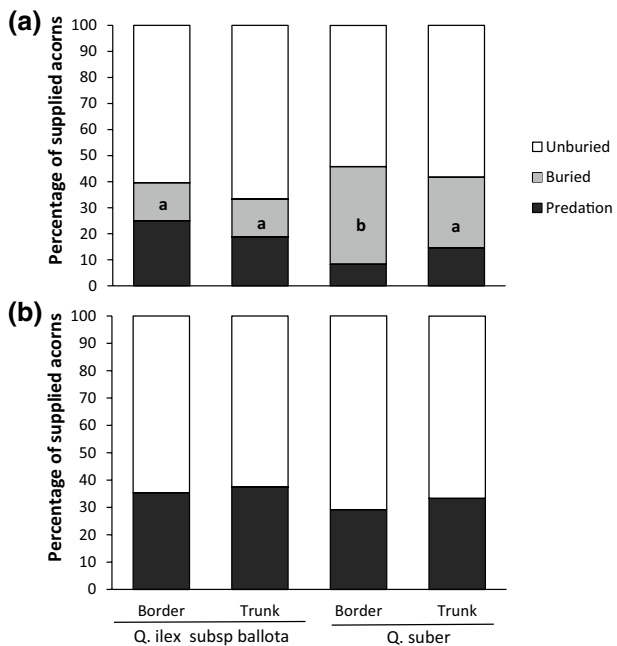 (a)
Percentage of supplied acorns
100
90
80
70
60
50
40
30
20
10
0
a
a
b
a
Unburied
Buried
Predation
(b)
Percentage of supplied acorns
100
90
80
70
60
50
40
30
20
10
0
Border Trunk Border Trunk
Q. ilex subsp ballota Q. suber